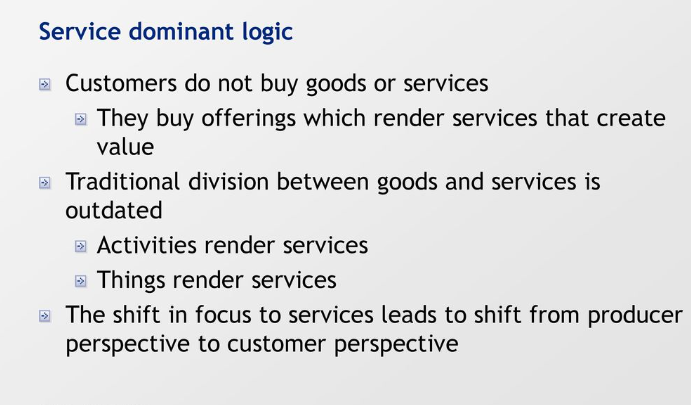 Service dominant logic
Customers do not buy goods or services
They buy offerings which render services that create
value
Traditional division between goods and services is
outdated
Activities render services
Things render services
The shift in focus to services leads to shift from producer
perspective to customer perspective